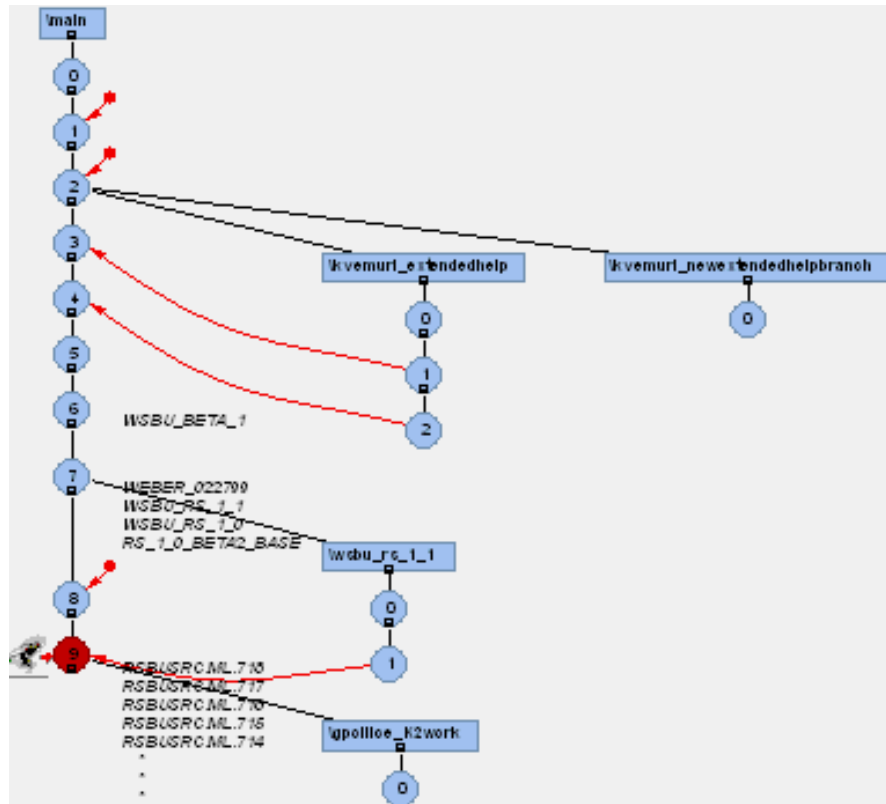 \main
0
1
2
3
\kvemuri_extendedhelp
\kvemuri_newextendedhelpbranch
4
0
0
5
1
6
WSBU_BETA_1
2
7
WEBER_022799
WSBU_RS_1_1
WSBU_RS_1_0
RS_1_0_BETA2_BASE
\wsbu_rs_1_1
8
0
9
RSBUSRC.ML.718
1
RSBUSRC.ML.717
RSBUSRC.ML.716
RSBUSRC.ML.715
\gpollice_K2work
RSBUSRC.ML.714
0